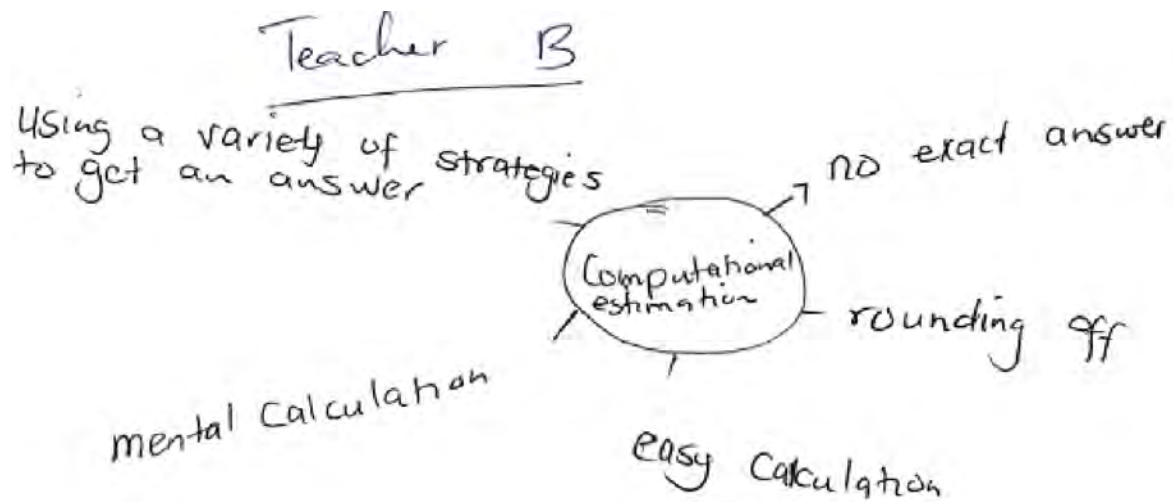 Teacher B
Using a variety of strategies
to get an answer
no exact answer
Computational
estimation
rounding off
mental calculation
easy calculation